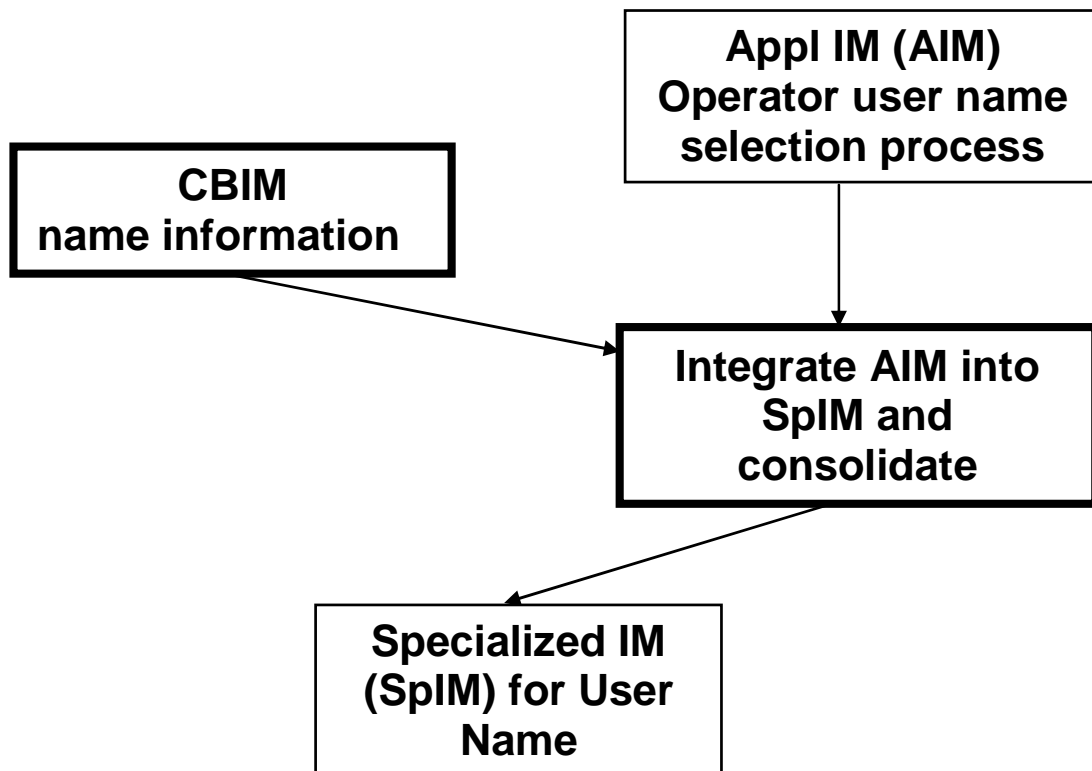 Appl IM (AIM)
Operator user name
selection process
CBIM
name information
Integrate AIM into
SpIM and
consolidate
Specialized IM
(SpIM) for User
Name